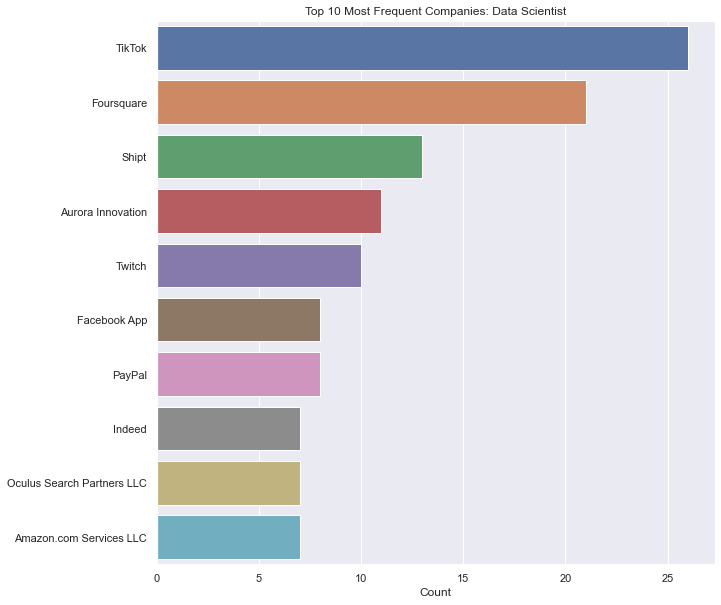 Top 10 Most Frequent Companies: Data Scientist
TikTok
Foursquare
Shipt
Aurora Innovation
Twitch
Facebook App
PayPal
Indeed
Oculus Search Partners LLC
Amazon.com Services LLC
0 5 10 15 20 25
Count